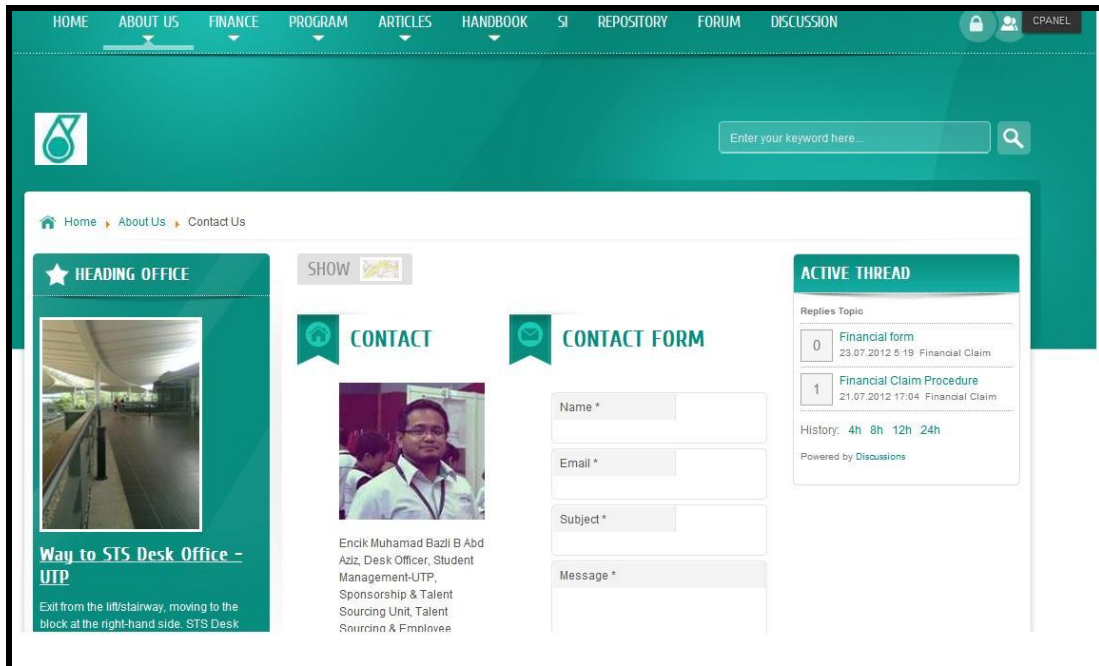 HOME ABOUT US FINANCE PROGRAM ARTICLES HANDBOOK SI REPOSITORY FORUM DISCUSSION CPANEL
Enter your keyword here...
Home About Us Contact Us
HEADING OFFICE
Way to STS Desk Office –
UTP
Exit from the lift/stairway, moving to the
block at the right-hand side. STS Desk
SHOW
CONTACT
Encik Muhamad Bazli B Abd
Aziz, Desk Officer, Student
Management-UTP,
Sponsorship & Talent
Sourcing Unit, Talent
Sourcing & Employee
CONTACT FORM
Name *
Email *
Subject *
Message *
ACTIVE THREAD
Replies Topic
0 Financial form
23.07.2012 5:19 Financial Claim
1 Financial Claim Procedure
21.07.2012 17:04 Financial Claim
History: 4h 8h 12h 24h
Powered by Discussions